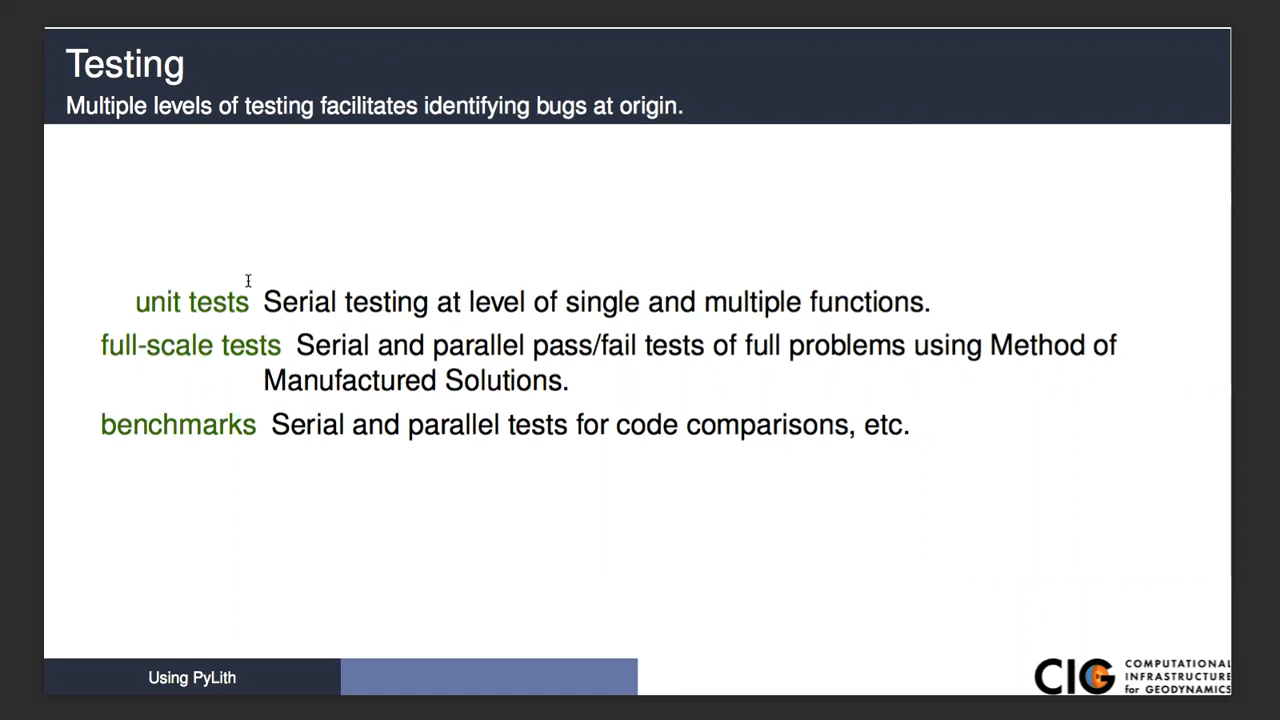 Testing
Multiple levels of testing facilitates identifying bugs at origin.
unit tests Serial testing at level of single and multiple functions.
full-scale tests Serial and parallel pass/fail tests of full problems using Method of
Manufactured Solutions.
benchmarks Serial and parallel tests for code comparisons, etc.
Using PyLith
CIG
COMPUTATIONAL
INFRASTRUCTURE
for GEODYNAMICS